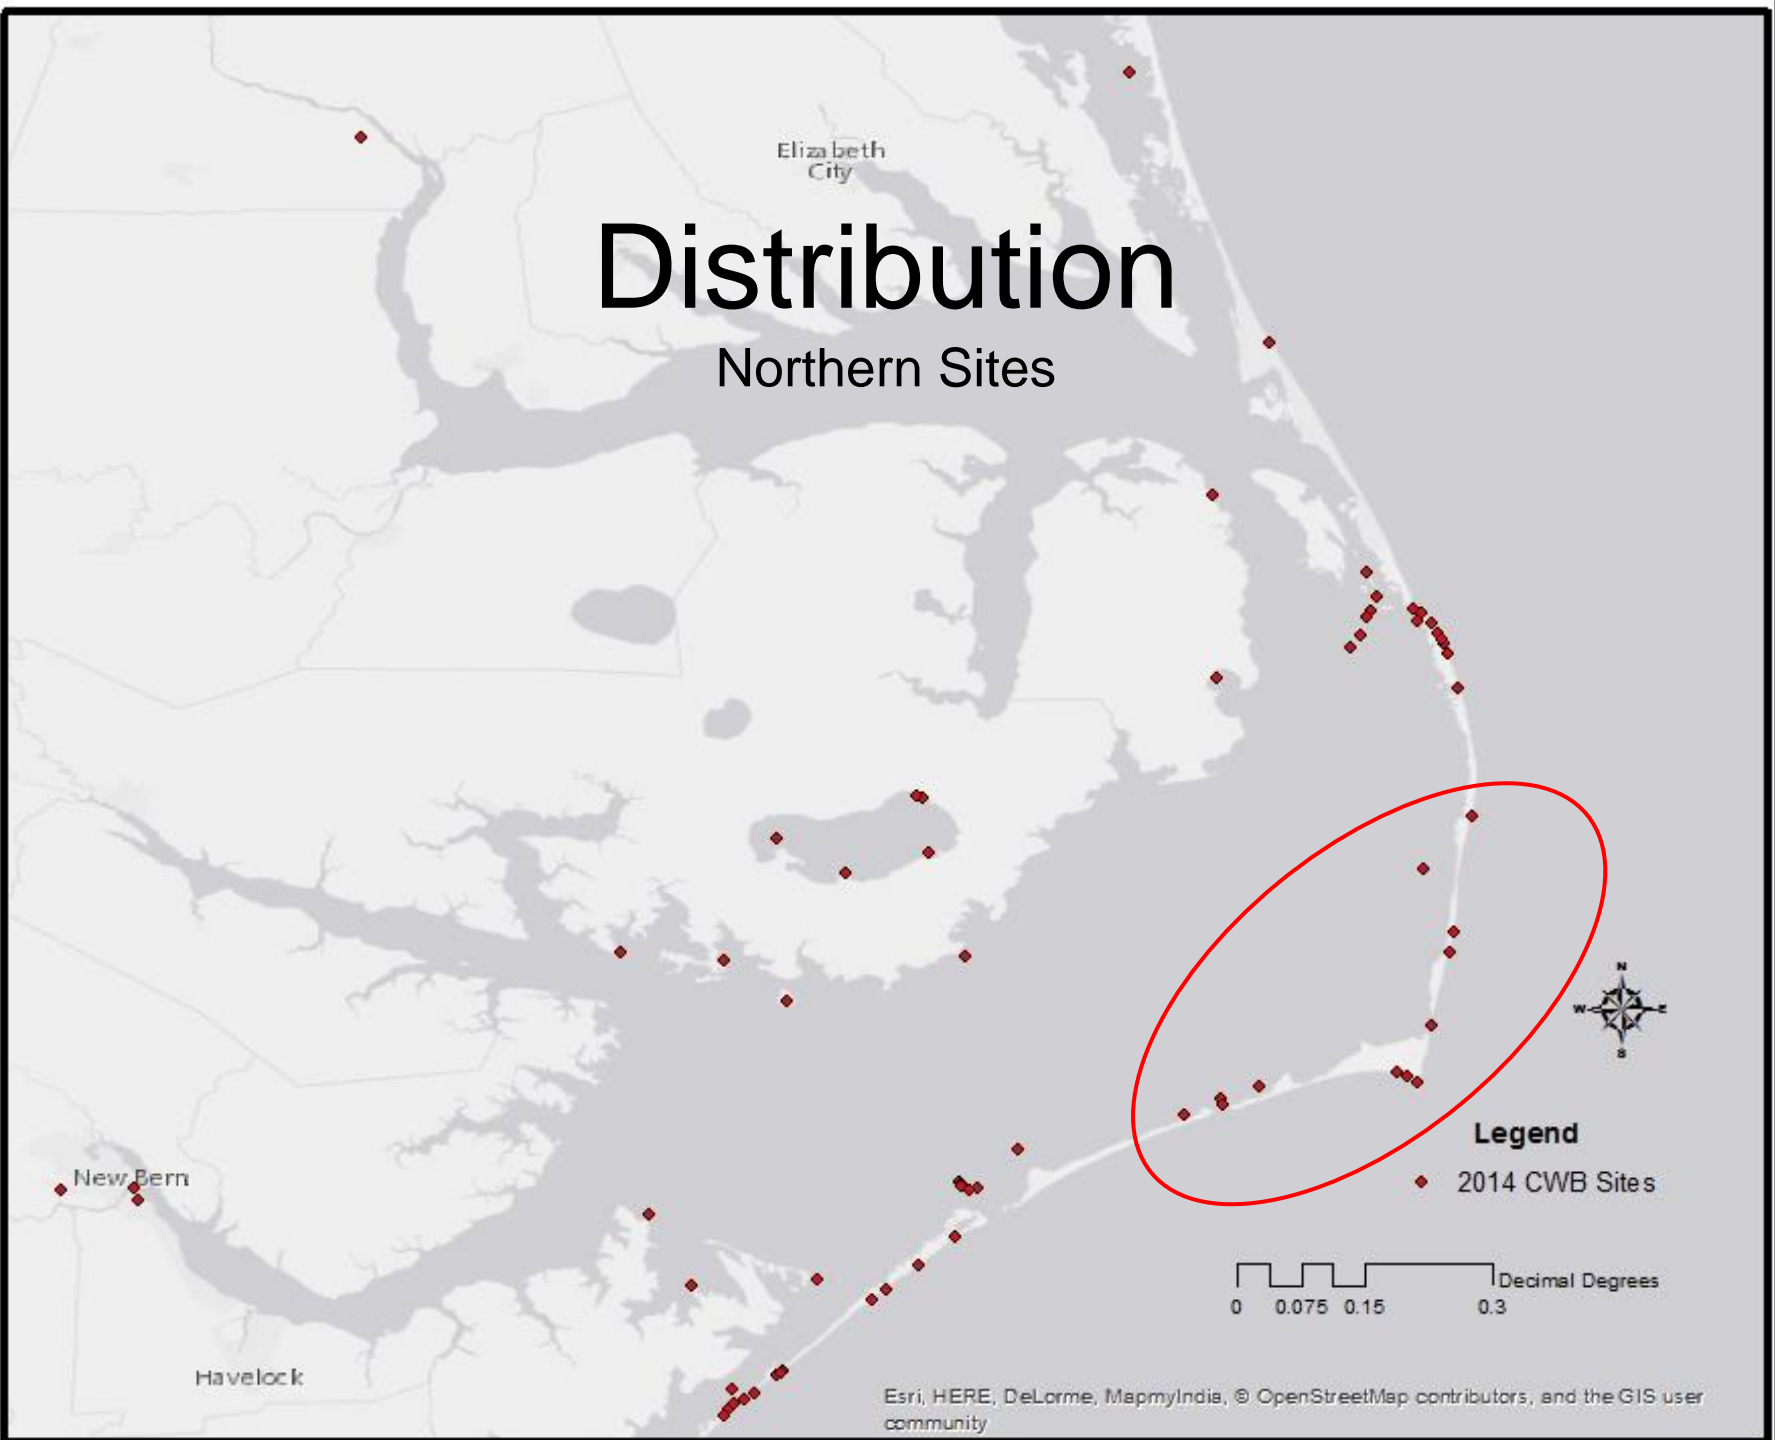 Elizabeth
City
Distribution
Northern Sites
N
W E
S
Legend
2014 CWB Sites
New Bern
Decimal Degrees
0 0.075 0.15 0.3
Havelock
Esri, HERE, DeLorme, MapmyIndia, © OpenStreetMap contributors, and the GIS user
community